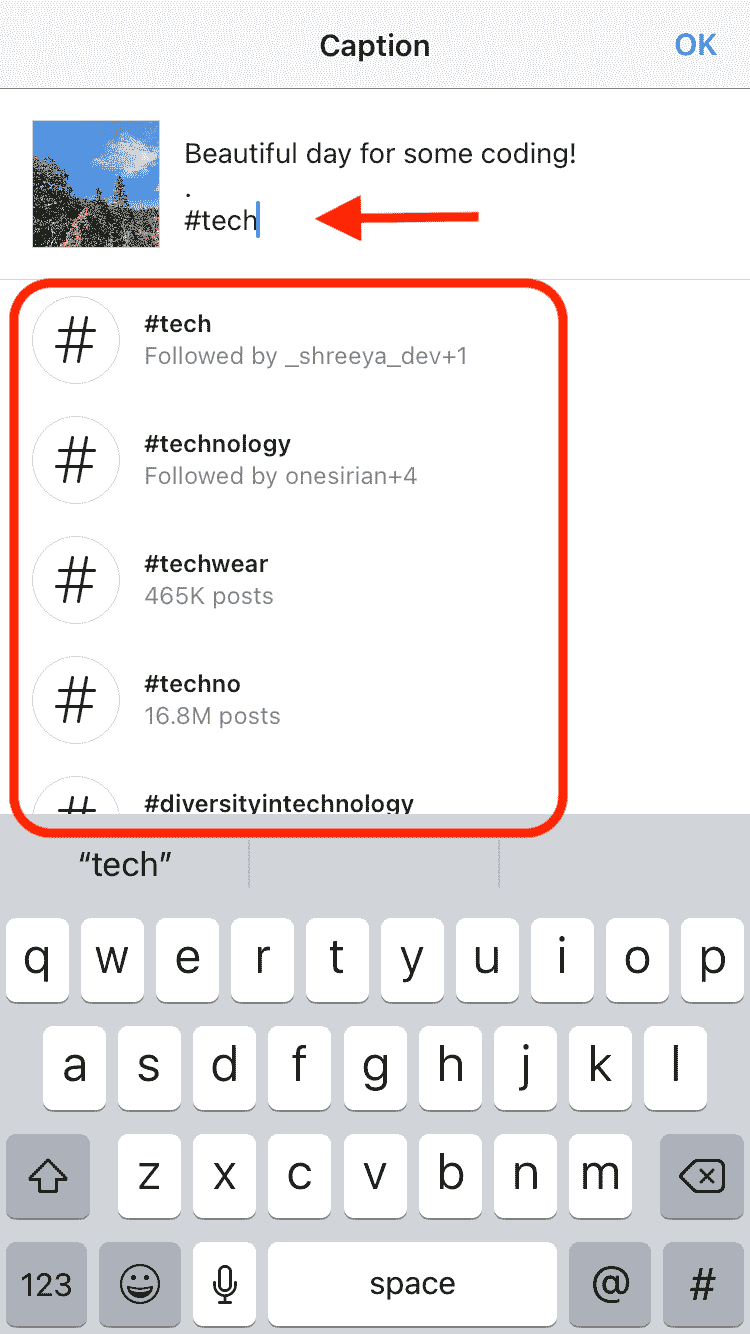 Caption
OK
Beautiful day for some coding!
.
#tech
#
#tech
Followed by _shreeya_dev+1
#
#technology
Followed by onesirian+4
#
#techwear
465K posts
#
#techno
16.8M posts
#
#diversityintechnology
“tech”
q w e r t y u i o p
a s d f g h j k l
z x c v b n m
123 space @ #